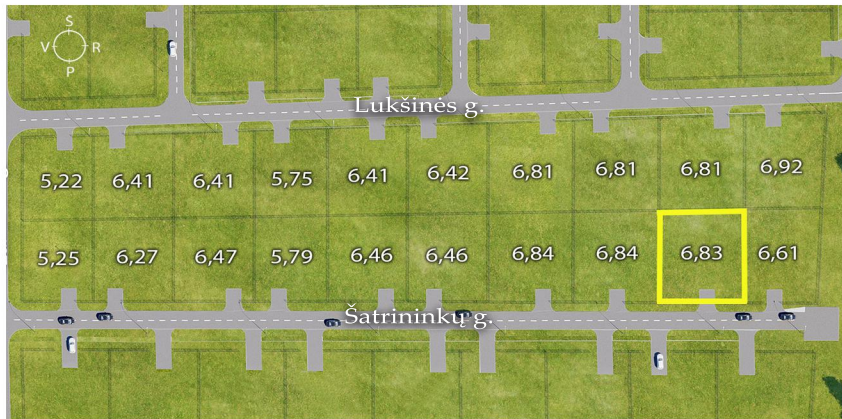 Š
V R
P
Lukšinės g.
5,22 6,41 6,41 5,75 6,41 6,42 6,81 6,81 6,81 6,92
5,25 6,27 6,47 5,79 6,46 6,46 6,84 6,84 6,83 6,61
Šatrininkų g.